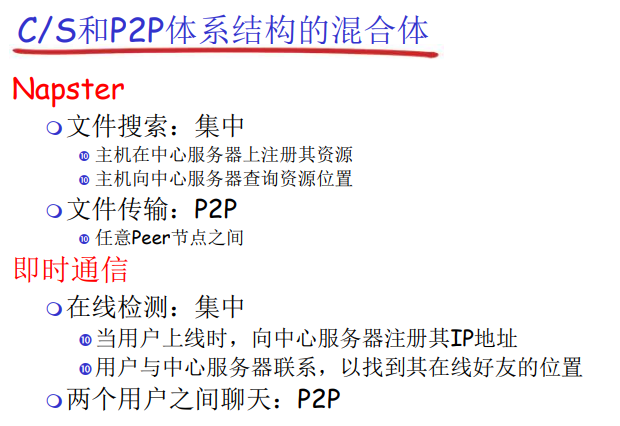 C/S和P2P体系结构的混合体
Napster
文件搜索：集中
⓾ 主机在中心服务器上注册其资源
⓾ 主机向中心服务器查询资源位置
文件传输：P2P
⓾ 任意Peer节点之间
即时通信
在线检测：集中
⓾ 当用户上线时，向中心服务器注册其IP地址
⓾ 用户与中心服务器联系，以找到其在线好友的位置
两个用户之间聊天：P2P